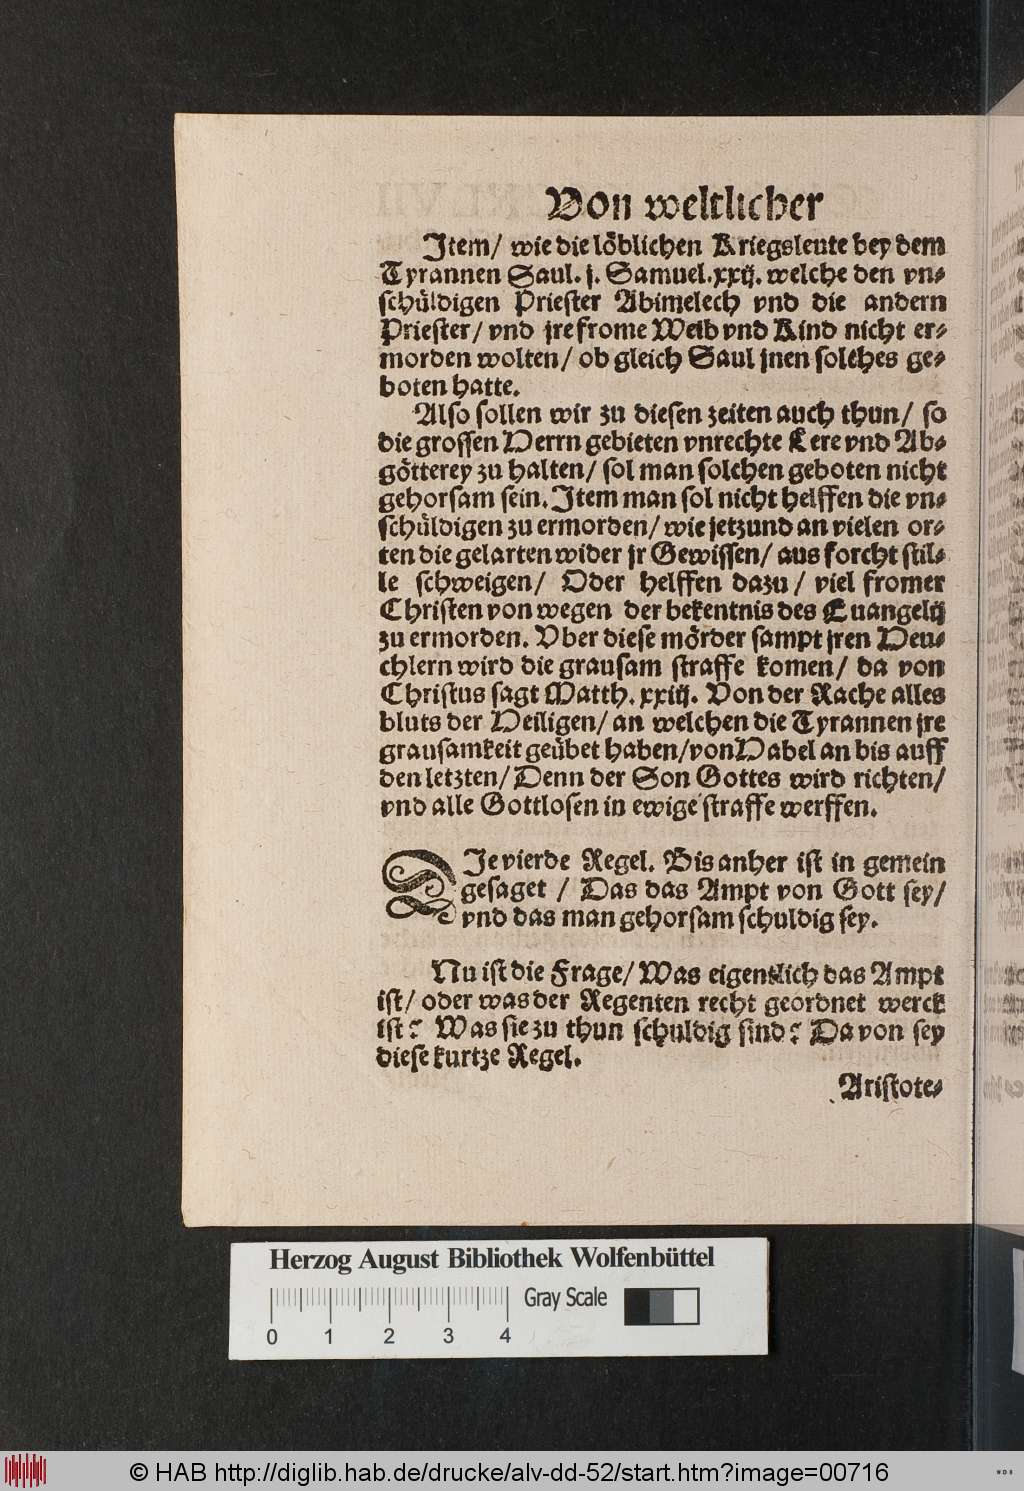 Von weltlicher
Item/ wie die löblichen Kriegsleute bey dem
Tyrannen Saul. j. Samuel. xxij. welche den vn-
schüldigen Priester Abimelech vnd die andern
Priester/ vnd jre frome Weib vnd Kind nicht er-
morden wolten/ ob gleich Saul jnen solches ge-
boten hatte.
Also sollen wir zu diesen zeiten auch thun/ so
die grossen Herrn gebieten vnrechte Lere vnd Ab-
götterey zu halten/ sol man solchen geboten nicht
gehorsam sein. Item man sol nicht helffen die vn-
schüldigen zu ermorden/ wie jetzund an vielen or-
ten die gelarten wider jr Gewissen/ aus forcht stil-
le schweigen/ Oder helffen dazu/ viel fromer
Christen von wegen der bekentnis des Euangelij
zu ermorden. Vber diese mörder sampt jren Heu-
chlern wird die grausam straffe komen/ da von
Christus sagt Matth. xxiij. Von der Rache alles
bluts der Heiligen/ an welchen die Tyrannen jre
grausamkeit geübet haben/ von Habel an bis auff
den letzten/ Denn der Son Gottes wird richten/
vnd alle Gottlosen in ewige straffe werffen.
DIe vierde Regel. Bis anher ist in gemein
gesaget / Das das Ampt von Gott sey/
vnd das man gehorsam schuldig sey.
Nu ist die Frage/ Was eigentlich das Ampt
ist/ oder was der Regenten recht geordnet werck
ist? Was sie zu thun schuldig sind? Da von sey
diese kurtze Regel.
Aristote-
Herzog August Bibliothek Wolfenbüttel
Gray Scale
0 1 2 3 4
© HAB http://diglib.hab.de/drucke/alv-dd-52/start.htm?image=00716